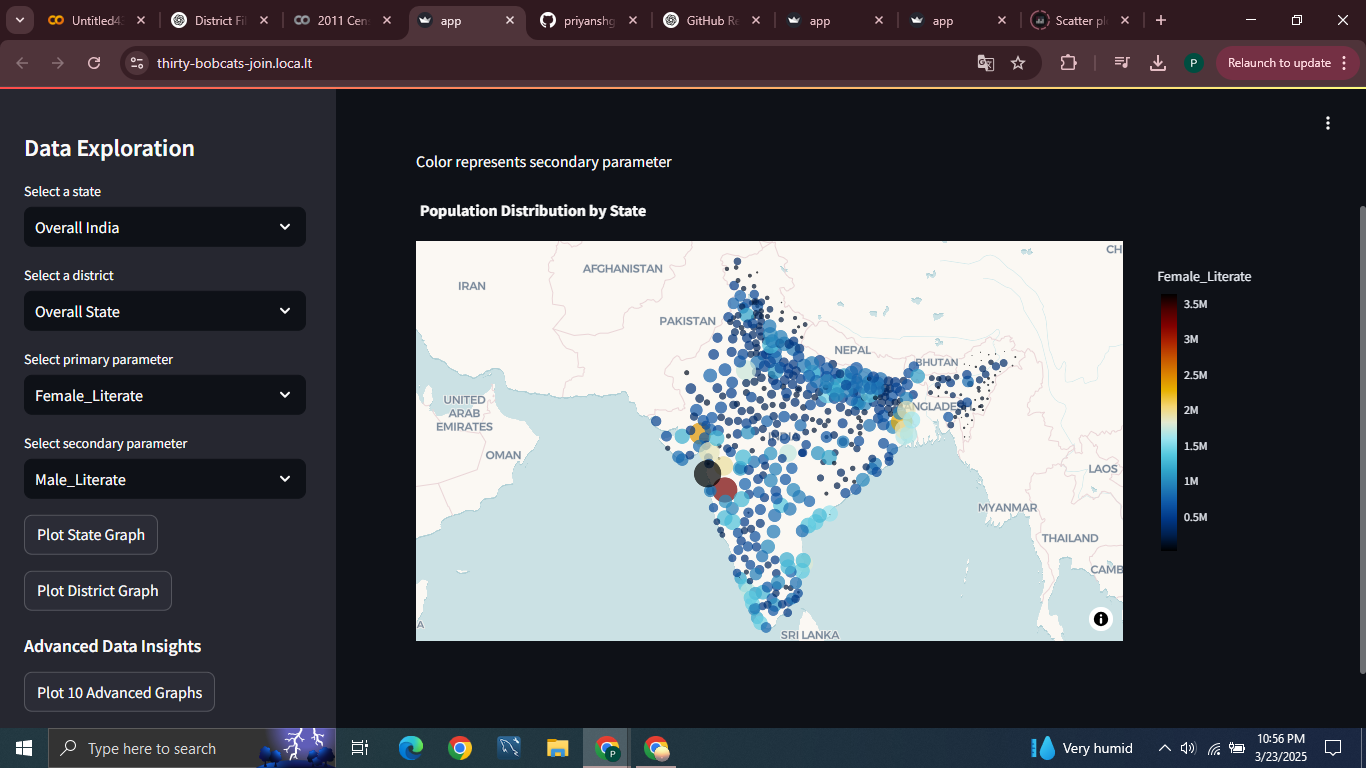 Untitled43
District Fi
2011 Cen
app
priyanshg
GitHub Re
app
app
Scatter pl
thirty-bobcats-join.loca.lt
P
Relaunch to update
Data Exploration
Select a state
Overall India
Select a district
Overall State
Select primary parameter
Female_Literate
Select secondary parameter
Male_Literate
Plot State Graph
Plot District Graph
Advanced Data Insights
Plot 10 Advanced Graphs
Color represents secondary parameter
Population Distribution by State
CH
AFGHANISTAN
IRAN
PAKISTAN
NEPAL
BHUTAN
UNITED
ARAB
EMIRATES
NGLADE
OMAN
LAOS
MYANMAR
THAILAND
CAMB
SRI LANKA
Female_Literate
3.5M
3M
2.5M
2M
1.5M
1M
0.5M
Type here to search
Very humid
10:56 PM
3/23/2025